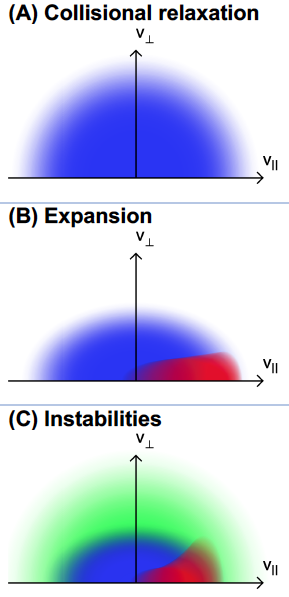 (A) Collisional relaxation
v⊥
v||
(B) Expansion
v⊥
v||
(C) Instabilities
v⊥
v||